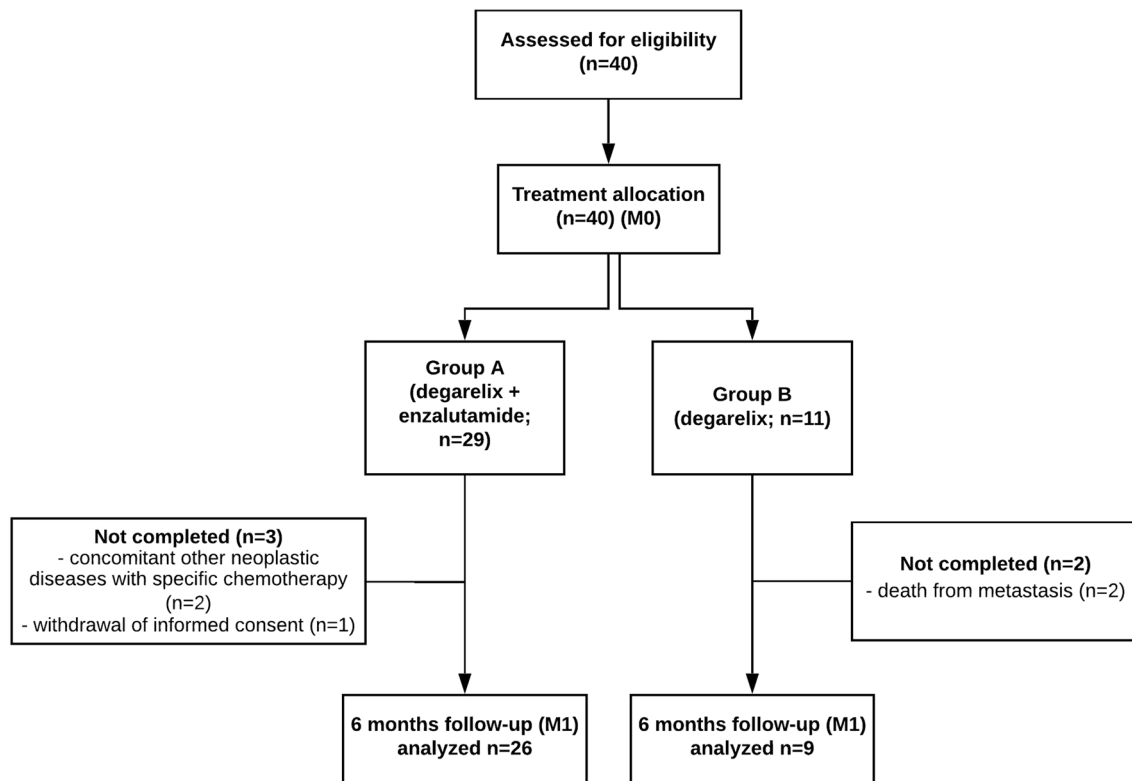 Assessed for eligibility
(n=40)
Treatment allocation
(n=40) (M0)
Group A
(degarelix +
enzalutamide;
n=29)
Group B
(degarelix; n=11)
Not completed (n=3)
- concomitant other neoplastic
diseases with specific chemotherapy
(n=2)
- withdrawal of informed consent (n=1)
Not completed (n=2)
- death from metastasis (n=2)
6 months follow-up (M1)
analyzed n=26
6 months follow-up (M1)
analyzed n=9